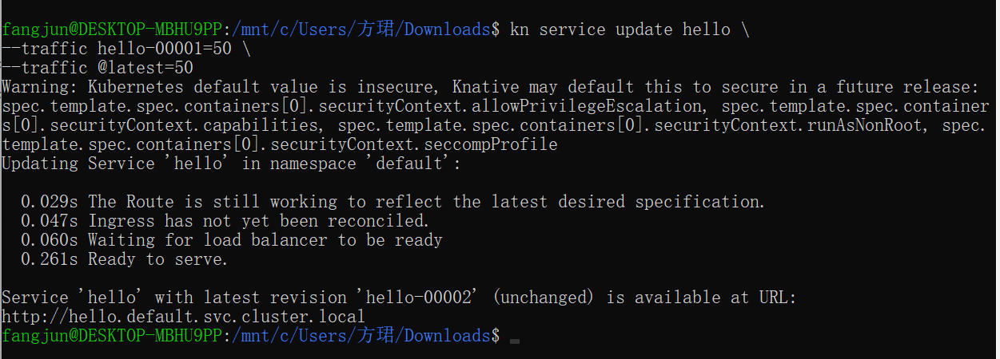 fangjun@DESKTOP-MBHU9PP:/mnt/c/Users/方珺/Downloads$ kn service update hello \
--traffic hello-00001=50 \
--traffic @latest=50
Warning: Kubernetes default value is insecure, Knative may default this to secure in a future release:
spec.template.spec.containers[0].securityContext.allowPrivilegeEscalation, spec.template.spec.container
s[0].securityContext.capabilities, spec.template.spec.containers[0].securityContext.runAsNonRoot, spec.
template.spec.containers[0].securityContext.seccompProfile
Updating Service 'hello' in namespace 'default':
0.029s The Route is still working to reflect the latest desired specification.
0.047s Ingress has not yet been reconciled.
0.060s Waiting for load balancer to be ready
0.261s Ready to serve.
Service 'hello' with latest revision 'hello-00002' (unchanged) is available at URL:
http://hello.default.svc.cluster.local
fangjun@DESKTOP-MBHU9PP:/mnt/c/Users/方珺/Downloads$